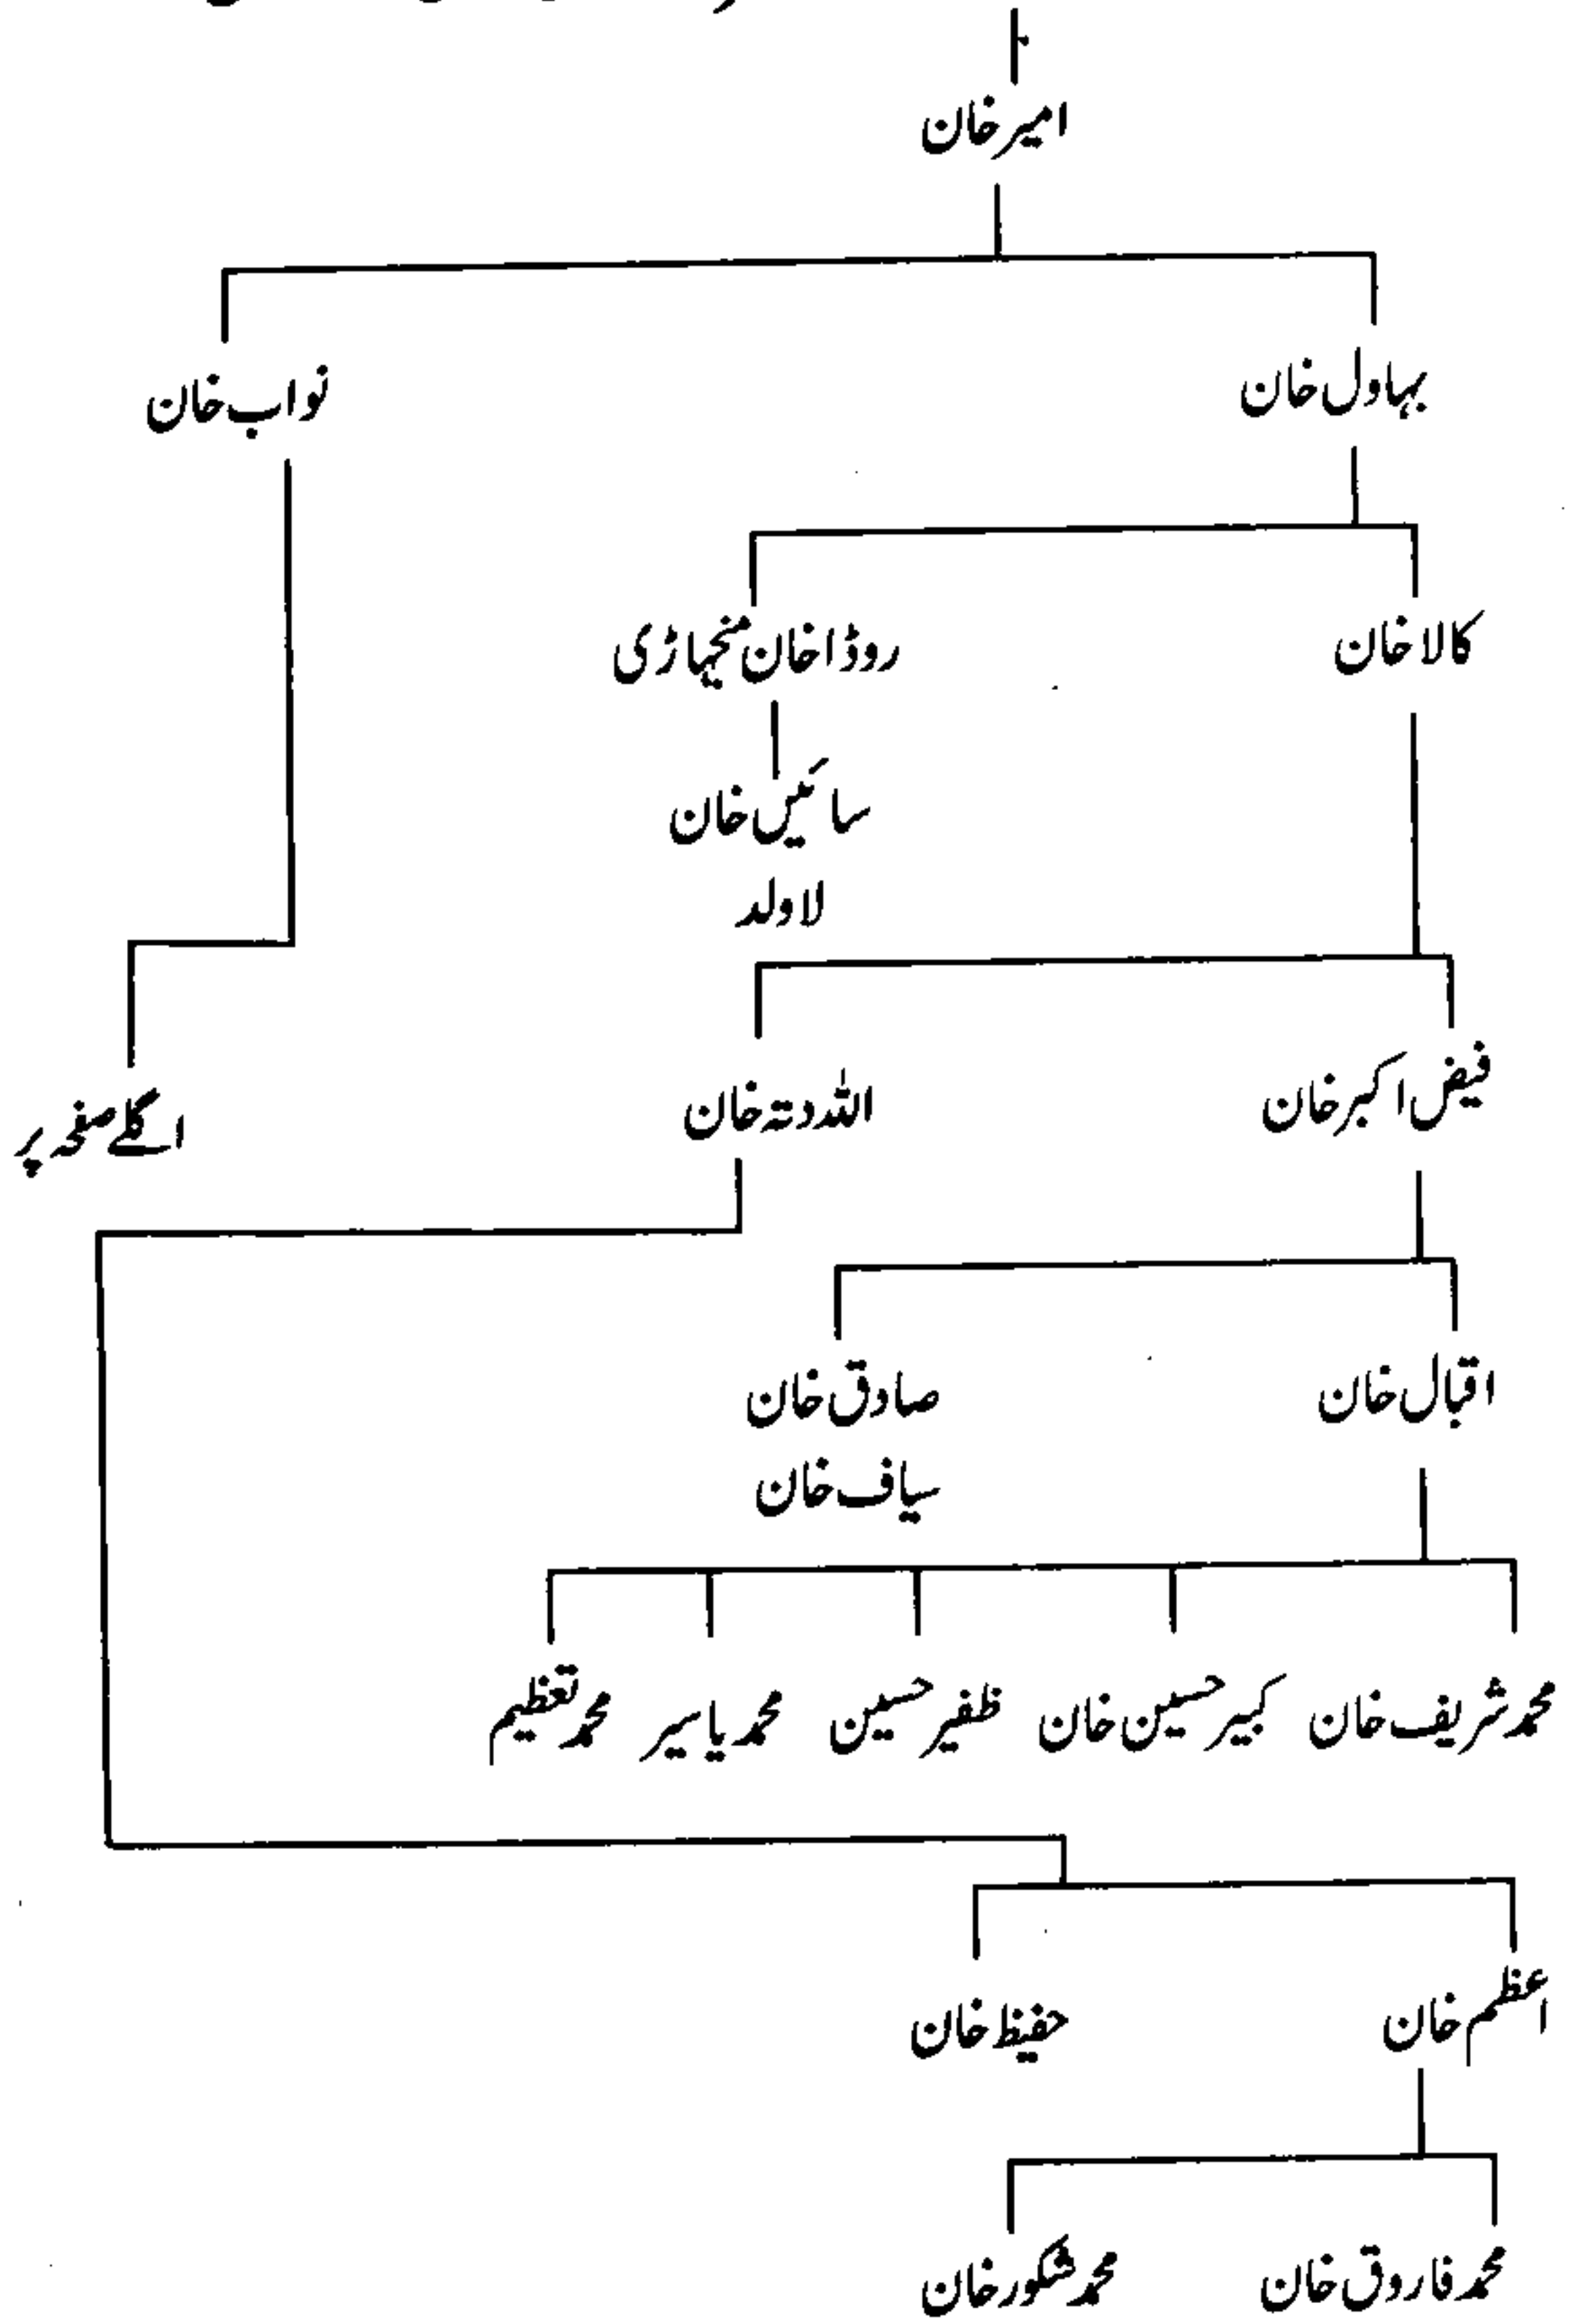 امیر خان
بہاول خان
نواب خان
کالا خان
روڈا خان منجہاڑی
سائیں خان
لاولد
فیض اکبر خان
اللہ دتہ خان
اگلے صفحہ پر
اقبال خان
صادق خان
سیاف خان
محمد شریف خان
کبیر حسین خان
ظفیر حسین
محمد یاسیر
محمد تعظیم
اعظم خان
حفیظ خان
محمد فاروق خان
محمد شکور خان